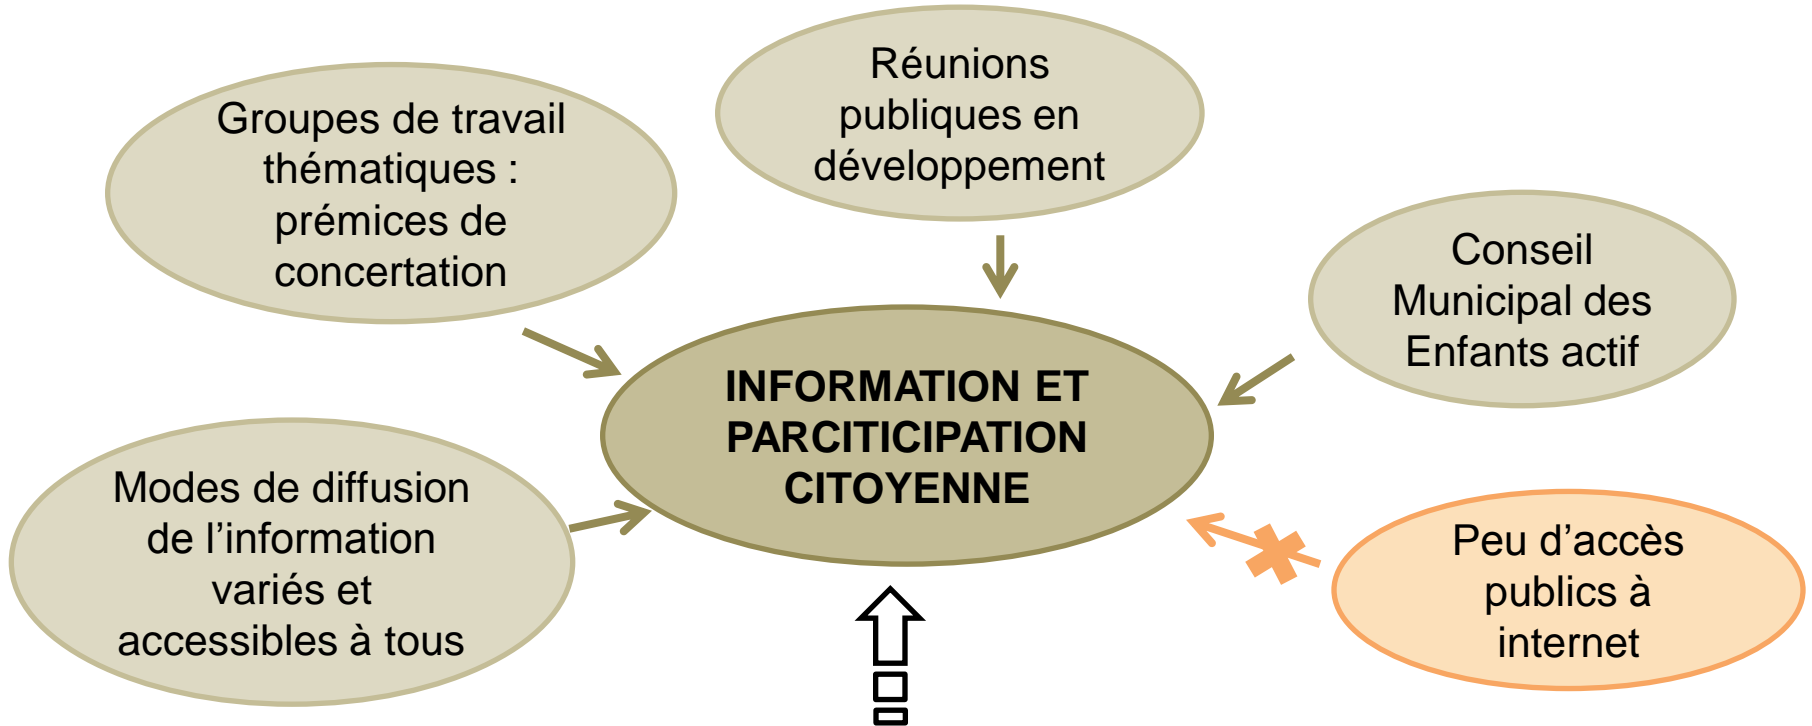 Groupes de travail
thématiques :
prémices de
concertation
Réunions
publiques en
développement
Conseil
Municipal des
Enfants actif
INFORMATION ET
PARCITICIPATION
CITOYENNE
Modes de diffusion
de l’information
variés et
accessibles à tous
Peu d’accès
publics à
internet